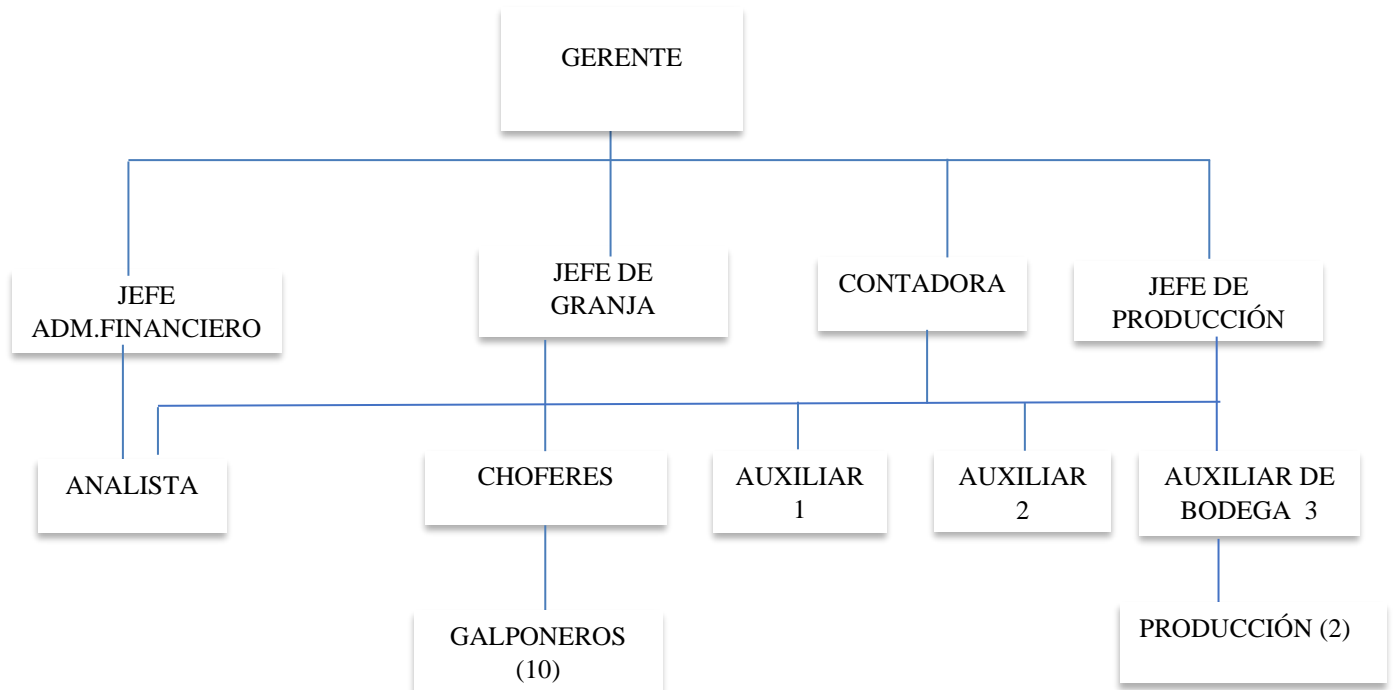 GERENTE
JEFE
ADM.FINANCIERO
JEFE DE
GRANJA
CONTADORA
JEFE DE
PRODUCCIÓN
ANALISTA
CHOFERES
AUXILIAR
1
AUXILIAR
2
AUXILIAR DE
BODEGA 3
GALPONEROS
(10)
PRODUCCIÓN (2)